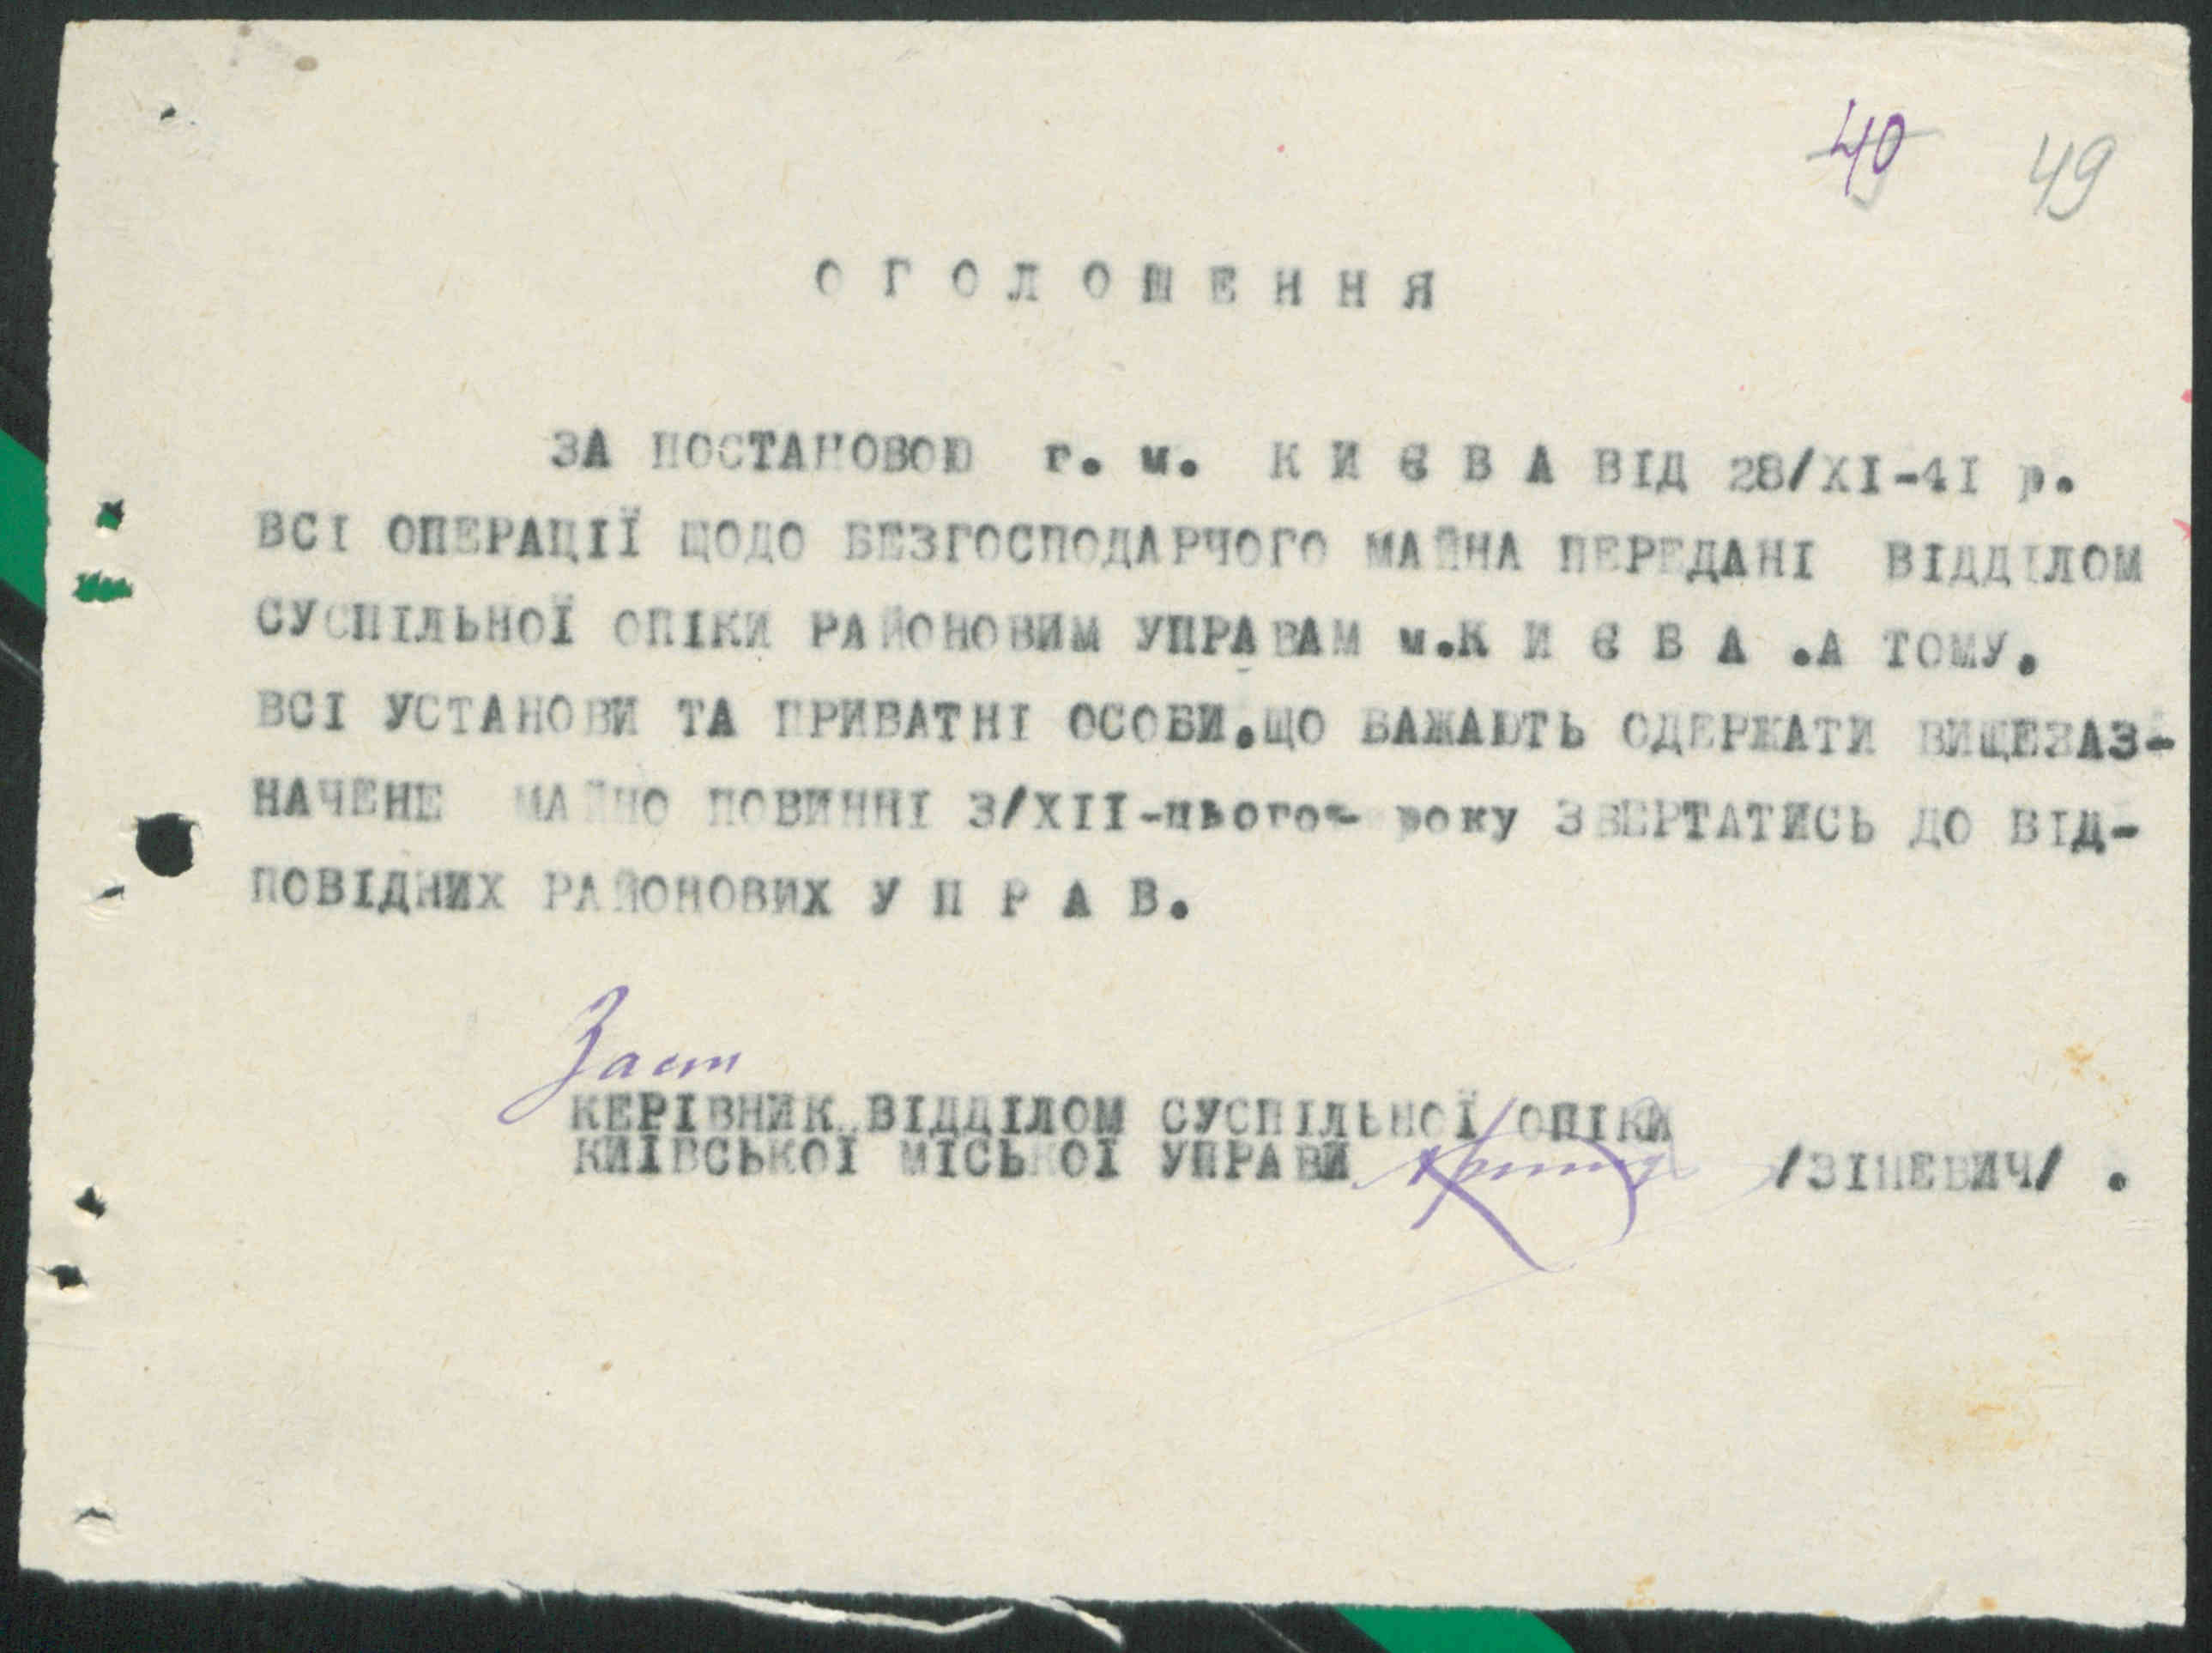 40 49
О Г О Л О Ш Е Н Н Я
ЗА ПОСТАНОВОЮ г. м. К И Є В А ВІД 28/XI-41 р.
ВСІ ОПЕРАЦІЇ ЩОДО БЕЗГОСПОДАРЧОГО МАЙНА ПЕРЕДАНІ ВІДДІЛОМ
СУСПІЛЬНОЇ ОПІКИ РАЙОНОВИМ УПРАВАМ м.К И Є В А .А ТОМУ.
ВСІ УСТАНОВИ ТА ПРИВАТНІ ОСОБИ.ЩО БАЖАЮТЬ ОДЕРЖАТИ ВИЩЕЗАЗ-
НАЧЕНЕ МАЙНО ПОВИННІ З/XII-цього- року ЗВЕРТАТИСЬ ДО ВІД-
ПОВІДНИХ РАЙОНОВИХ У П Р А В.
Заст
КЕРІВНИК ВІДДІЛОМ СУСПІЛЬНОЇ ОПІКИ
КИЇВСЬКОЇ МІСЬКОЇ УПРАВИ /ЗІНЕВИЧ/ .